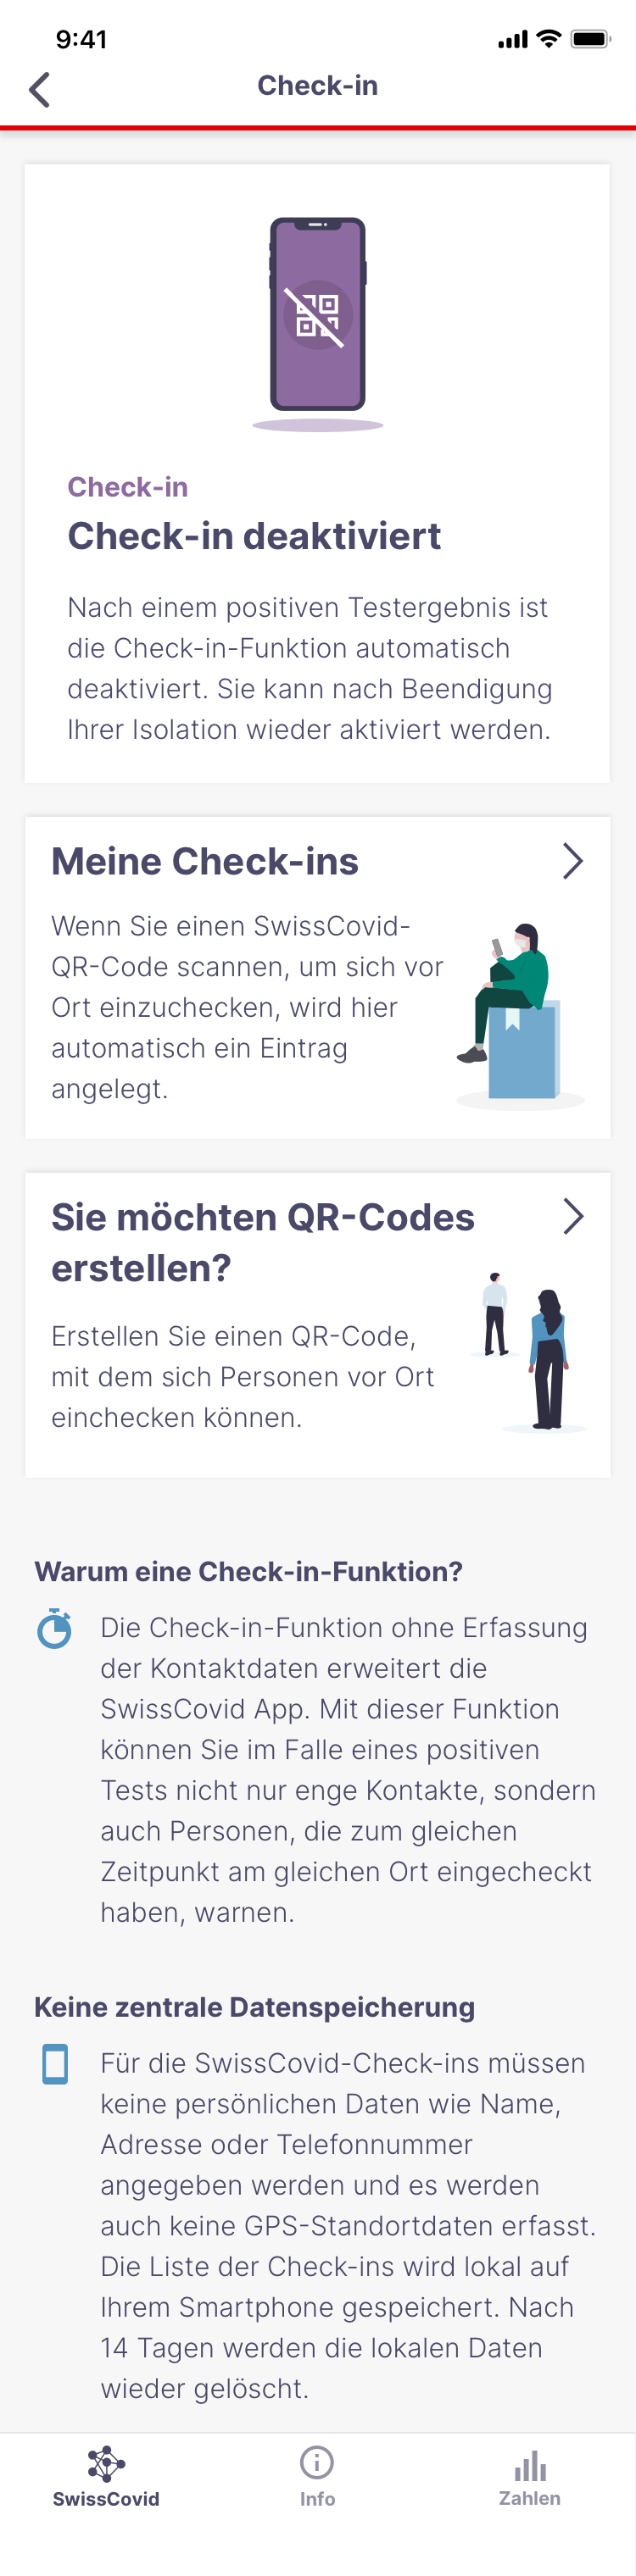 9:41
Check-in
Check-in
Check-in deaktiviert
Nach einem positiven Testergebnis ist
die Check-in-Funktion automatisch
deaktiviert. Sie kann nach Beendigung
Ihrer Isolation wieder aktiviert werden.
Meine Check-ins
Wenn Sie einen SwissCovid-
QR-Code scannen, um sich vor
Ort einzuchecken, wird hier
automatisch ein Eintrag
angelegt.
Sie möchten QR-Codes
erstellen?
Erstellen Sie einen QR-Code,
mit dem sich Personen vor Ort
einchecken können.
Warum eine Check-in-Funktion?
Die Check-in-Funktion ohne Erfassung
der Kontaktdaten erweitert die
SwissCovid App. Mit dieser Funktion
können Sie im Falle eines positiven
Tests nicht nur enge Kontakte, sondern
auch Personen, die zum gleichen
Zeitpunkt am gleichen Ort eingecheckt
haben, warnen.
Keine zentrale Datenspeicherung
Für die SwissCovid-Check-ins müssen
keine persönlichen Daten wie Name,
Adresse oder Telefonnummer
angegeben werden und es werden
auch keine GPS-Standortdaten erfasst.
Die Liste der Check-ins wird lokal auf
Ihrem Smartphone gespeichert. Nach
14 Tagen werden die lokalen Daten
wieder gelöscht.
SwissCovid
Info
Zahlen